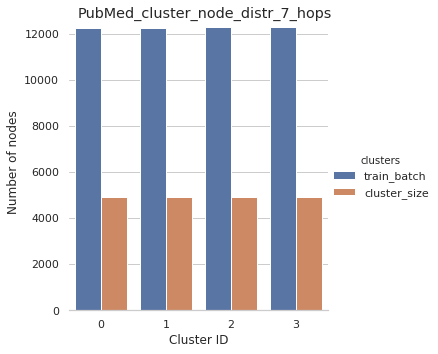 PubMed_cluster_node_distr_7_hops
12000
10000
8000
6000
4000
2000
0
Number of nodes
0 1 2 3
Cluster ID
clusters
train_batch
cluster_size